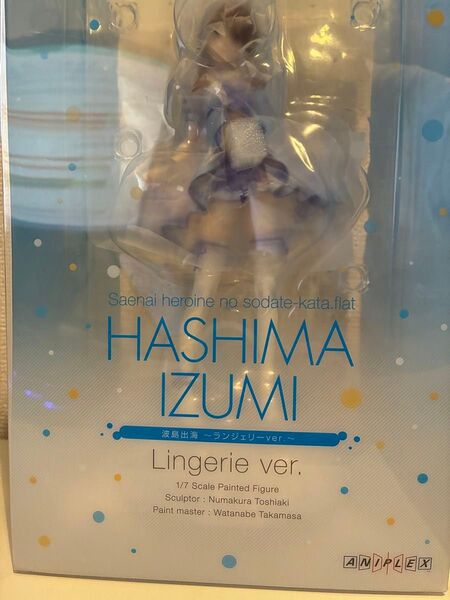 Saenai heroine no sodate-kata.flat
HASHIMA
IZUMI
波島出海 ～ランジェリーver.～
Lingerie ver.
1/7 Scale Painted Figure
Sculptor : Numakura Toshiaki
Paint master : Watanabe Takamasa
ANIPLEX